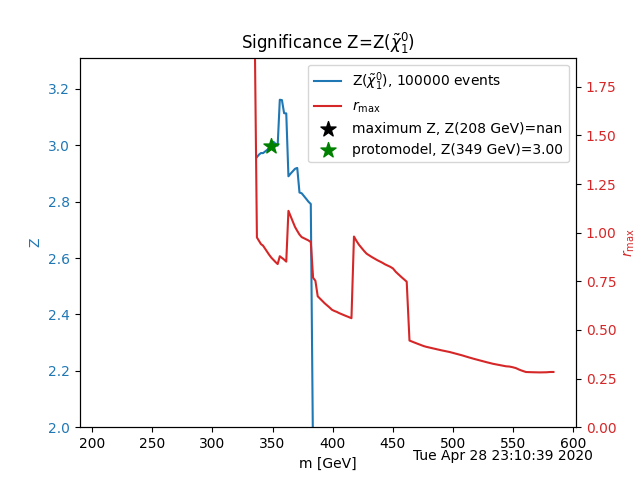 Significance Z=Z(χ̃₁⁰)
Z(χ̃₁⁰), 100000 events
r_max
maximum Z, Z(208 GeV)=nan
protomodel, Z(349 GeV)=3.00
3.2
3.0
2.8
2.6
2.4
2.2
2.0
Z
1.75
1.50
1.25
1.00
0.75
0.50
0.25
0.00
r_max
200 250 300 350 400 450 500 550 600
m [GeV]
Tue Apr 28 23:10:39 2020